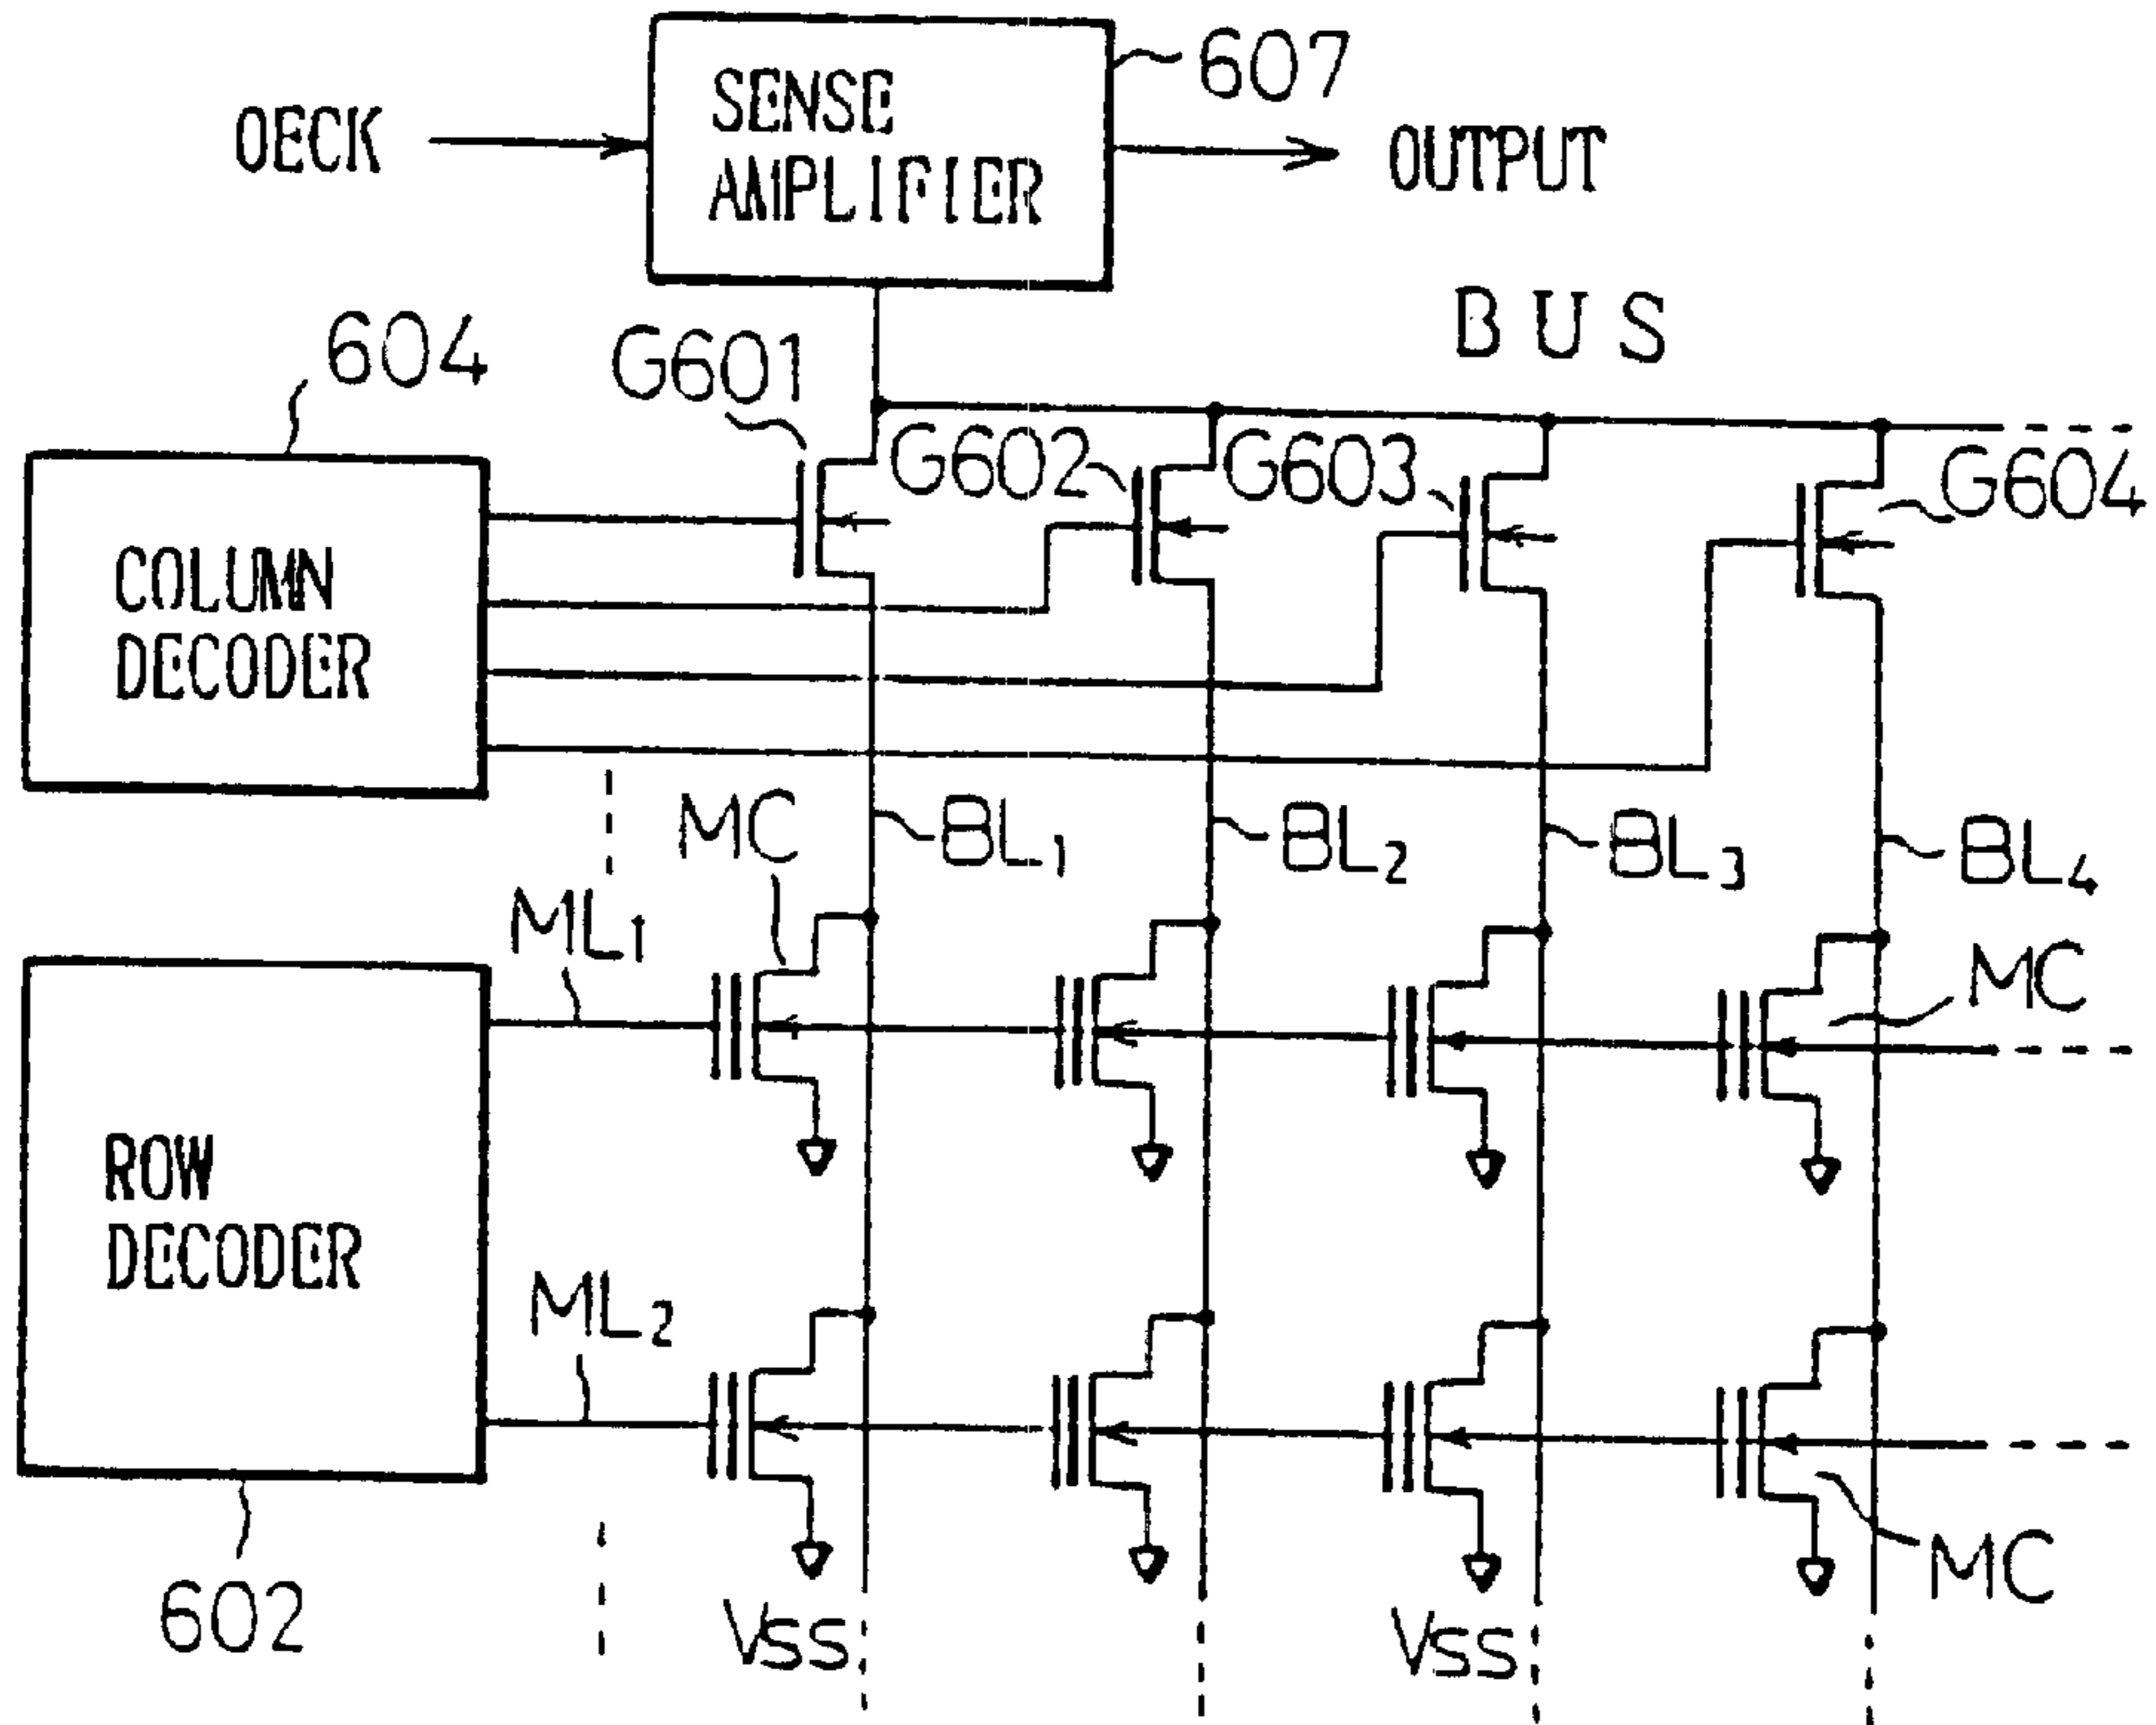 607
OECK
SENSE
AMPLIFIER
OUTPUT
BUS
604
G601
G602
G603
G604
COLUMN
DECODER
MC
BL1
BL2
BL3
BL4
ML1
MC
ROW
DECODER
ML2
MC
602
VSS
VSS